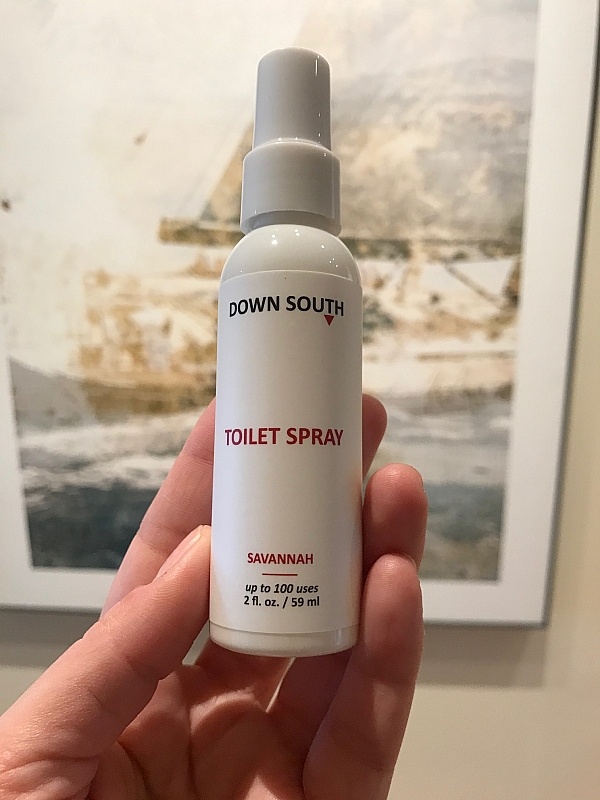 DOWN SOUTH
TOILET SPRAY
SAVANNAH
up to 100 uses
2 fl. oz. / 59 ml